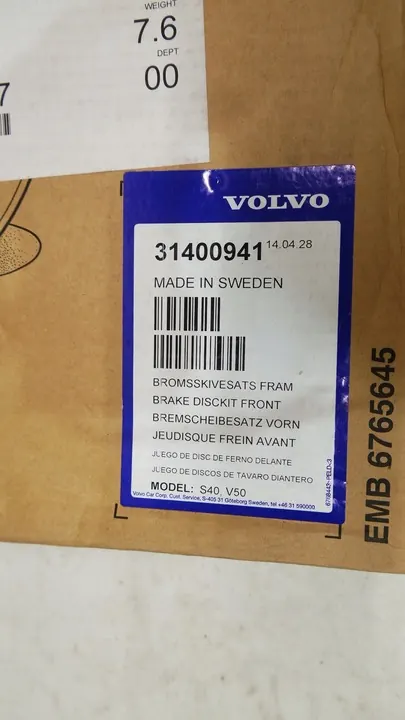 WEIGHT
7.6
DEPT
00
7
VOLVO
31400941 14.04.28
MADE IN SWEDEN
BROMSSKIVESATS FRAM
BRAKE DISCKIT FRONT
BREMSCHEIBESATZ VORN
JEUDISQUE FREIN AVANT
JUEGO DE DISC DE FERNO DELANTE
JUEGO DE DISCOS DE TAVARO DIANTERO
MODEL: S40, V50
Volvo Car Corp. Cust. Service, S-405 31 Göteborg Sweden, tel +46 31 590000
EMB 6765645